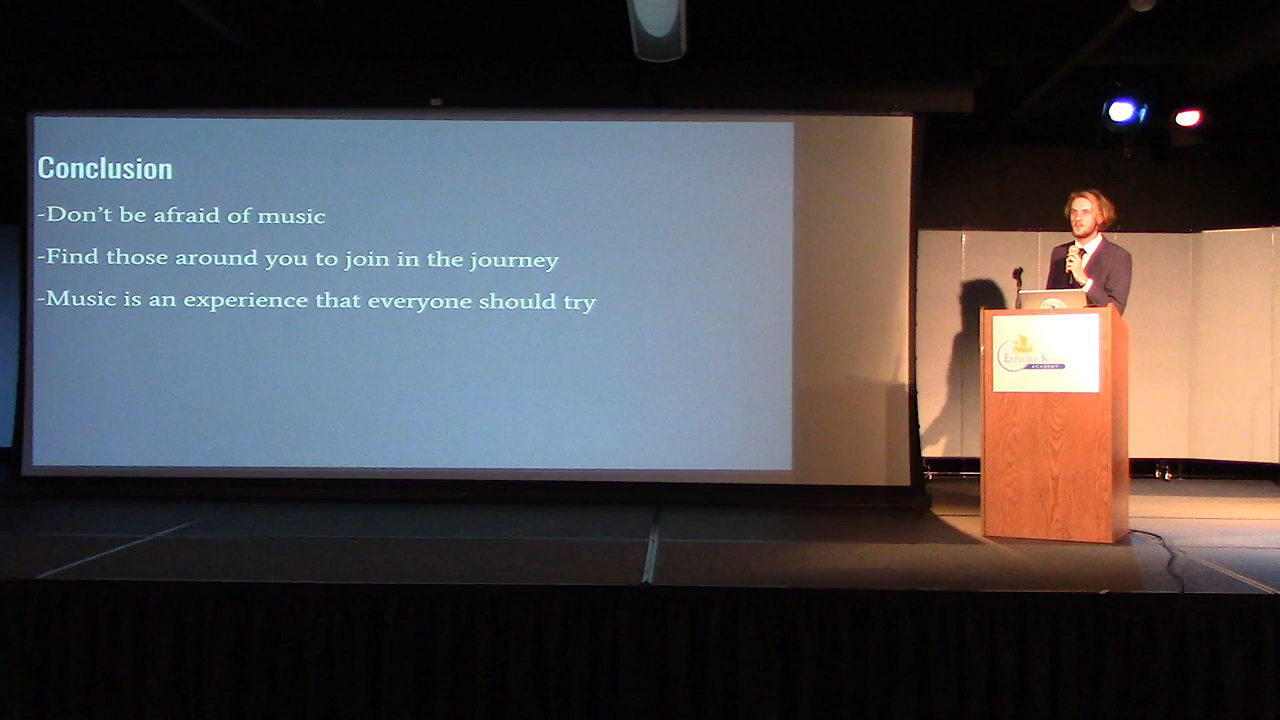 Conclusion
-Don't be afraid of music
-Find those around you to join in the journey
-Music is an experience that everyone should try
EXPLORE
ACADEMY